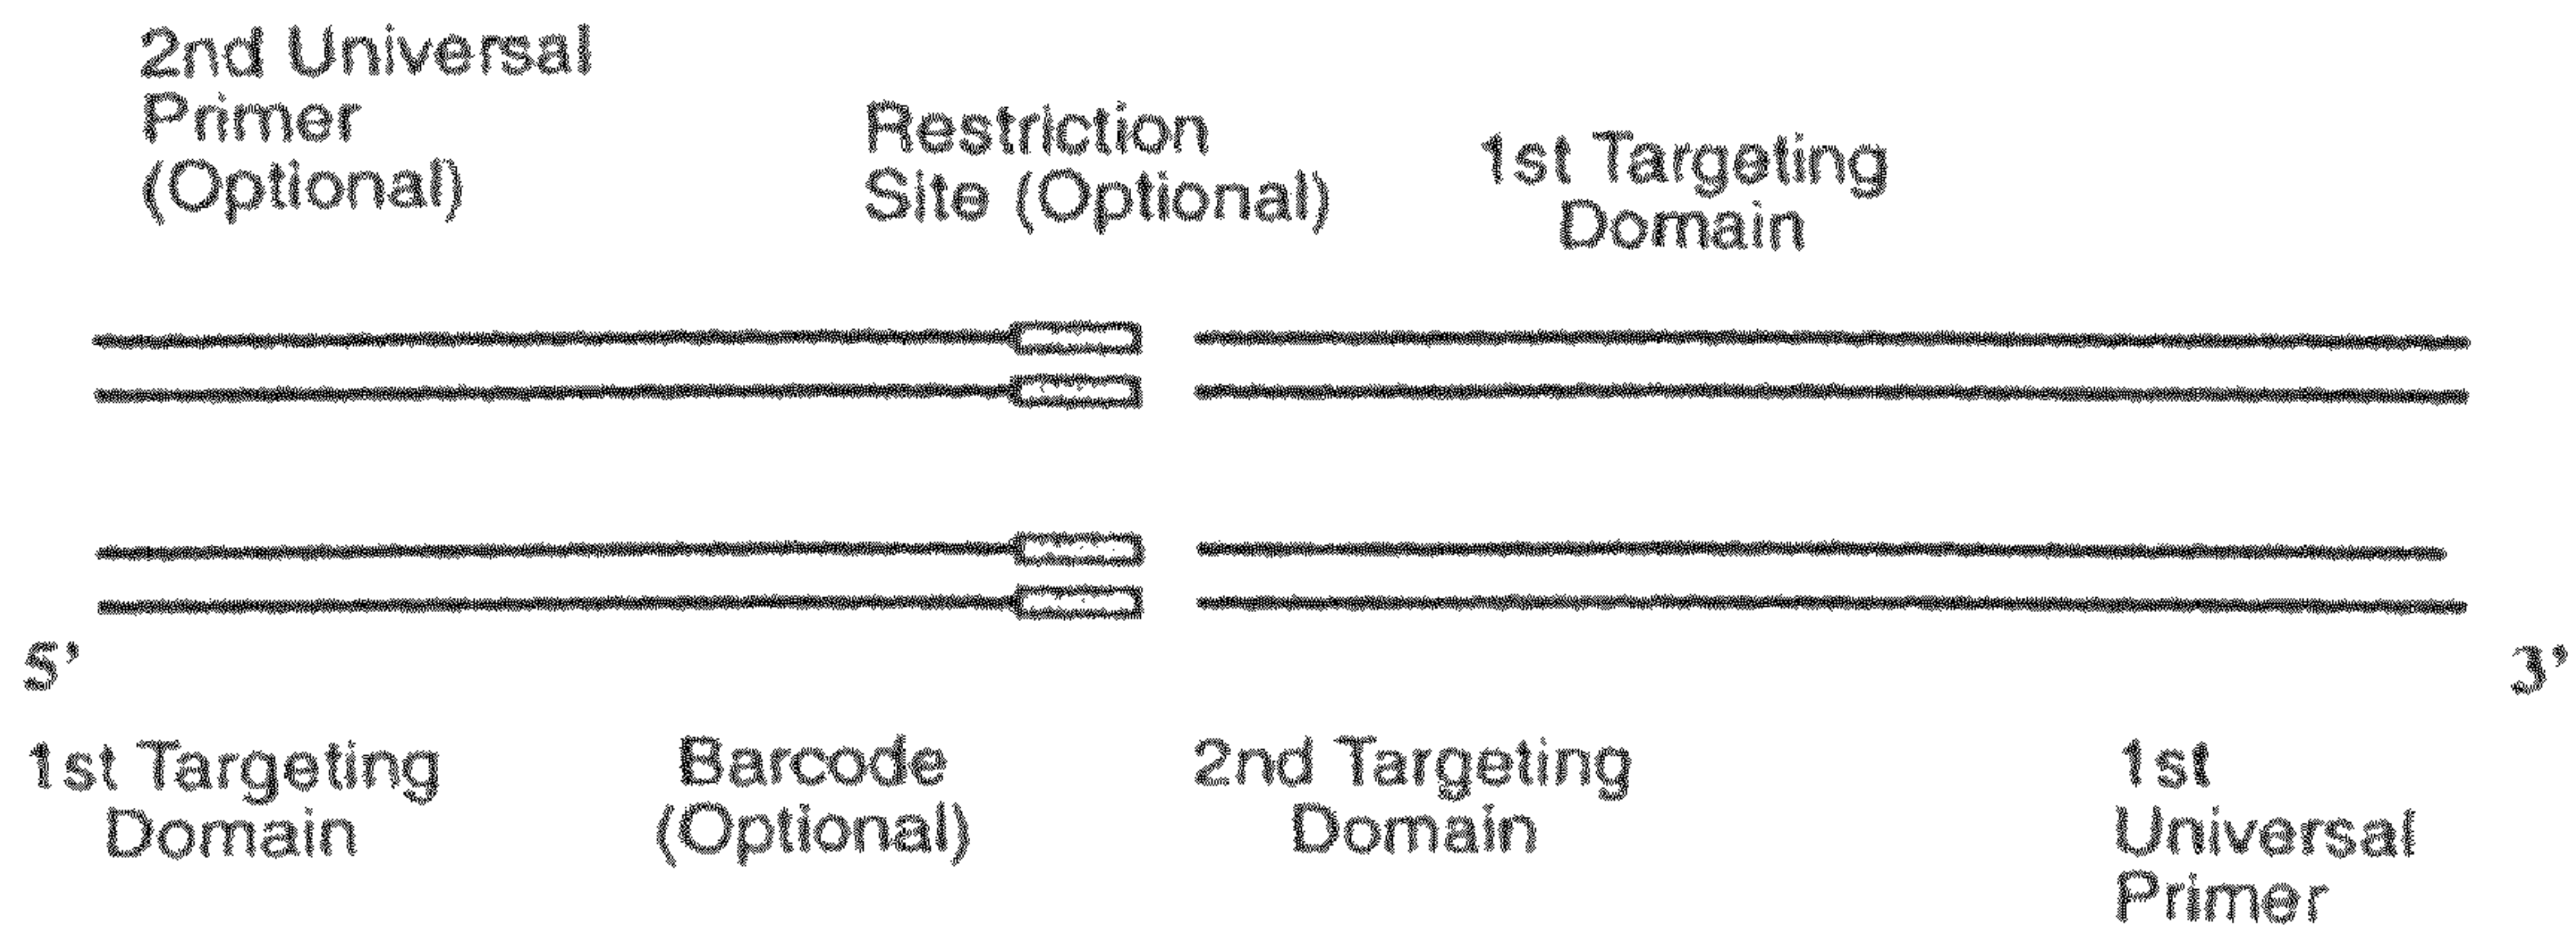 2nd Universal
Primer
(Optional)
Restriction
Site (Optional)
1st Targeting
Domain
5’
3’
1st Targeting
Domain
Barcode
(Optional)
2nd Targeting
Domain
1st
Universal
Primer